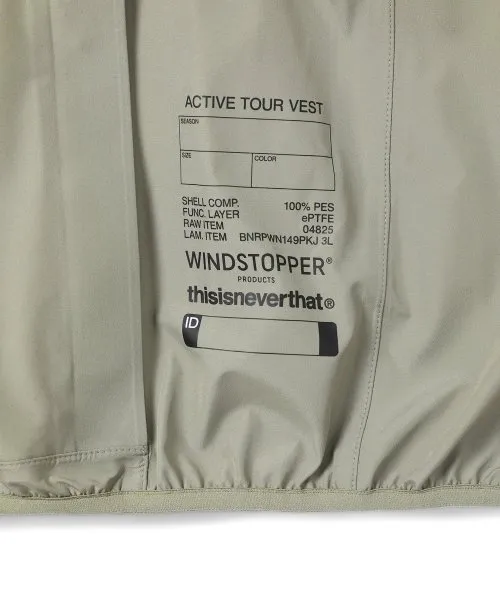 ACTIVE TOUR VEST
SEASON
SIZE COLOR
SHELL COMP. 100% PES
FUNC. LAYER ePTFE
RAW ITEM 04825
LAM. ITEM BNRPWN149PKJ 3L
WINDSTOPPER®
PRODUCTS
thisisneverthat®
ID